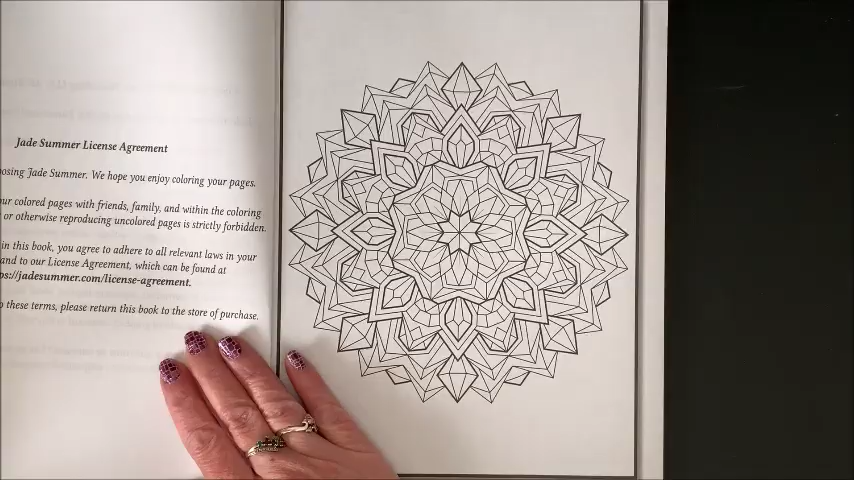 Jade Summer License Agreement
osing Jade Summer. We hope you enjoy coloring your pages.
ur colored pages with friends, family, and within the coloring
or otherwise reproducing uncolored pages is strictly forbidden.
in this book, you agree to adhere to all relevant laws in your
and to our License Agreement, which can be found at
ps://jadesummer.com/license-agreement.
these terms, please return this book to the store of purchase.